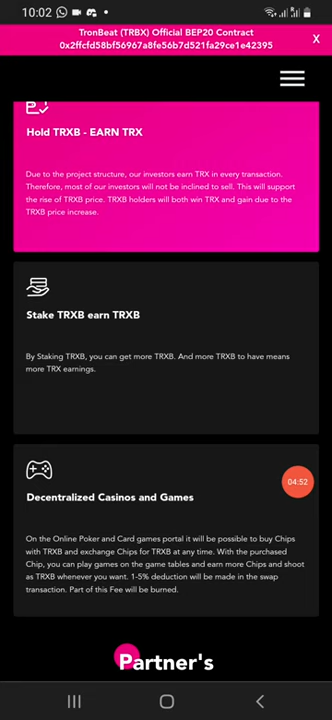 10:02
TronBeat (TRBX) Official BEP20 Contract
0x2ffcfd58bf56967a8fe56b7d521fa29ce1e42395
X
Hold TRXB - EARN TRX
Due to the project structure, our investors earn TRX in every transaction.
Therefore, most of our investors will not be inclined to sell. This will support
the rise of TRXB price. TRXB holders will both win TRX and gain due to the
TRXB price increase.
Stake TRXB earn TRXB
By Staking TRXB, you can get more TRXB. And more TRXB to have means
more TRX earnings.
04:52
Decentralized Casinos and Games
On the Online Poker and Card games portal it will be possible to buy Chips
with TRXB and exchange Chips for TRXB at any time. With the purchased
Chip, you can play games on the game tables and earn more Chips and shoot
as TRXB whenever you want. 1-5% deduction will be made in the swap
transaction. Part of this Fee will be burned.
Partner's